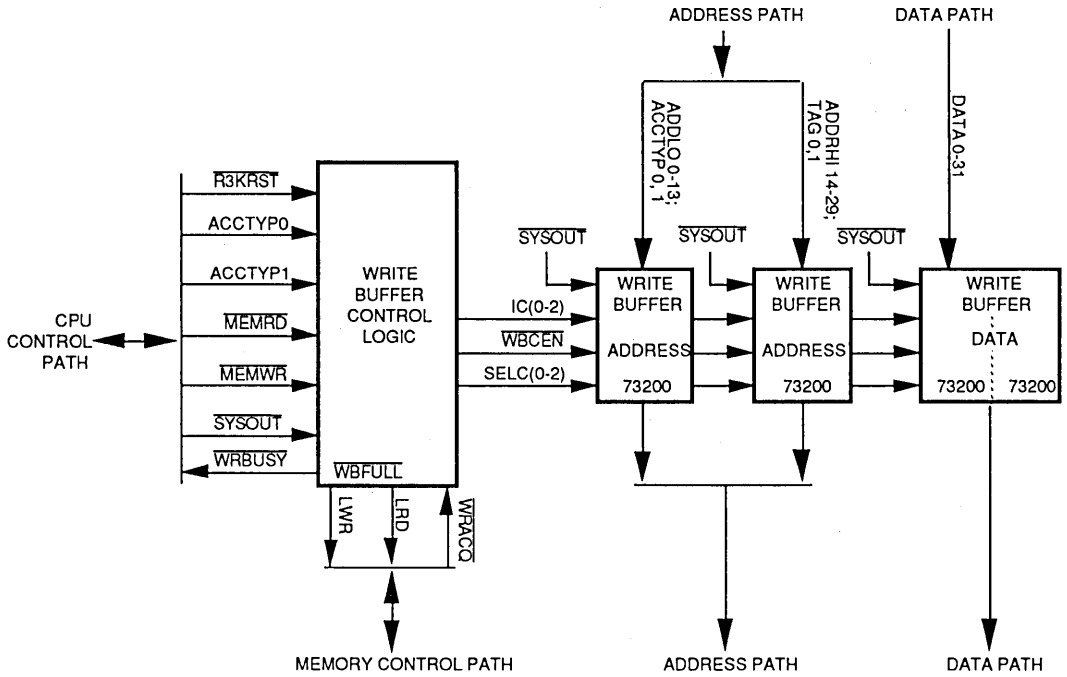 ADDRESS PATH
DATA PATH
ADDLO 0-13;
ACCTYP 0, 1
ADDRHI 14-29;
TAG 0,1
DATA 0-31
R3KRST
ACCTYP0
ACCTYP1
MEMRD
MEMWR
SYSOUT
WRBUSY
CPU
CONTROL
PATH
WRITE
BUFFER
CONTROL
LOGIC
WBFULL
LWR
LRD
WRACQ
IC(0-2)
WBCEN
SELC(0-2)
SYSOUT
WRITE
BUFFER
ADDRESS
73200
SYSOUT
WRITE
BUFFER
ADDRESS
73200
SYSOUT
WRITE
BUFFER
DATA
73200
73200
MEMORY CONTROL PATH
ADDRESS PATH
DATA PATH